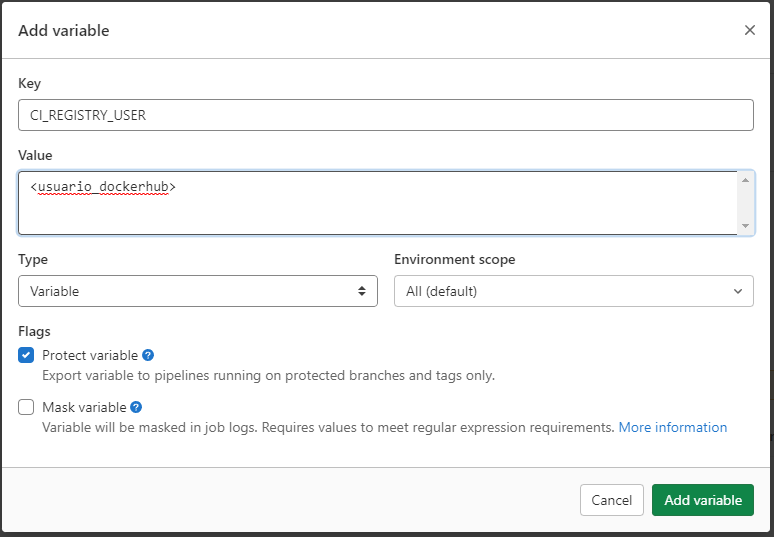 Add variable
Key
CI_REGISTRY_USER
Value
<usuario_dockerhub>
Type
Environment scope
Variable
All (default)
Flags
Protect variable
Export variable to pipelines running on protected branches and tags only.
Mask variable
Variable will be masked in job logs. Requires values to meet regular expression requirements. More information
Cancel
Add variable